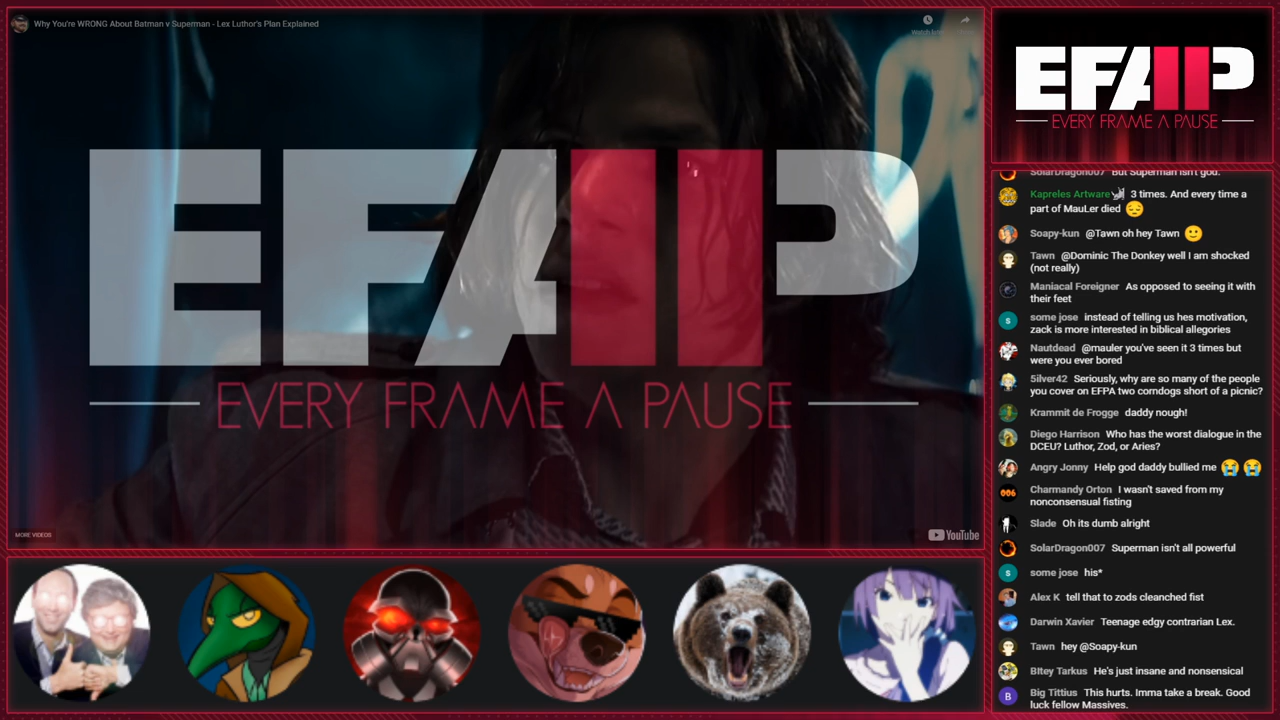 Why You're WRONG About Batman v Superman - Lex Luthor's Plan Explained
EFAP
EVERY FRAME A PAUSE
MORE VIDEOS
YouTube
EFAP
EVERY FRAME A PAUSE
SolarDragon007 But Superman isn't god.
Kapreles Artware 3 times. And every time a
part of MauLer died 😔
Soapy-kun @Tawn oh hey Tawn 🙂
Tawn @Dominic The Donkey well I am shocked
(not really)
Maniacal Foreigner As opposed to seeing it with
their feet
s
some jose instead of telling us hes motivation,
zack is more interested in biblical allegories
Nautdead @mauler you've seen it 3 times but
were you ever bored
5ilver42 Seriously, why are so many of the people
you cover on EFPA two corndogs short of a picnic?
Krammit de Frogge daddy nough!
Diego Harrison Who has the worst dialogue in the
DCEU? Luthor, Zod, or Aries?
Angry Jonny Help god daddy bullied me 😭 😭
Charmandy Orton I wasn't saved from my
nonconsensual fisting
Slade Oh its dumb alright
SolarDragon007 Superman isn't all powerful
s
some jose his*
Alex K tell that to zods cleanched fist
Darwin Xavier Teenage edgy contrarian Lex.
Tawn hey @Soapy-kun
BItey Tarkus He's just insane and nonsensical
B
Big Tittius This hurts. Imma take a break. Good
luck fellow Massives.